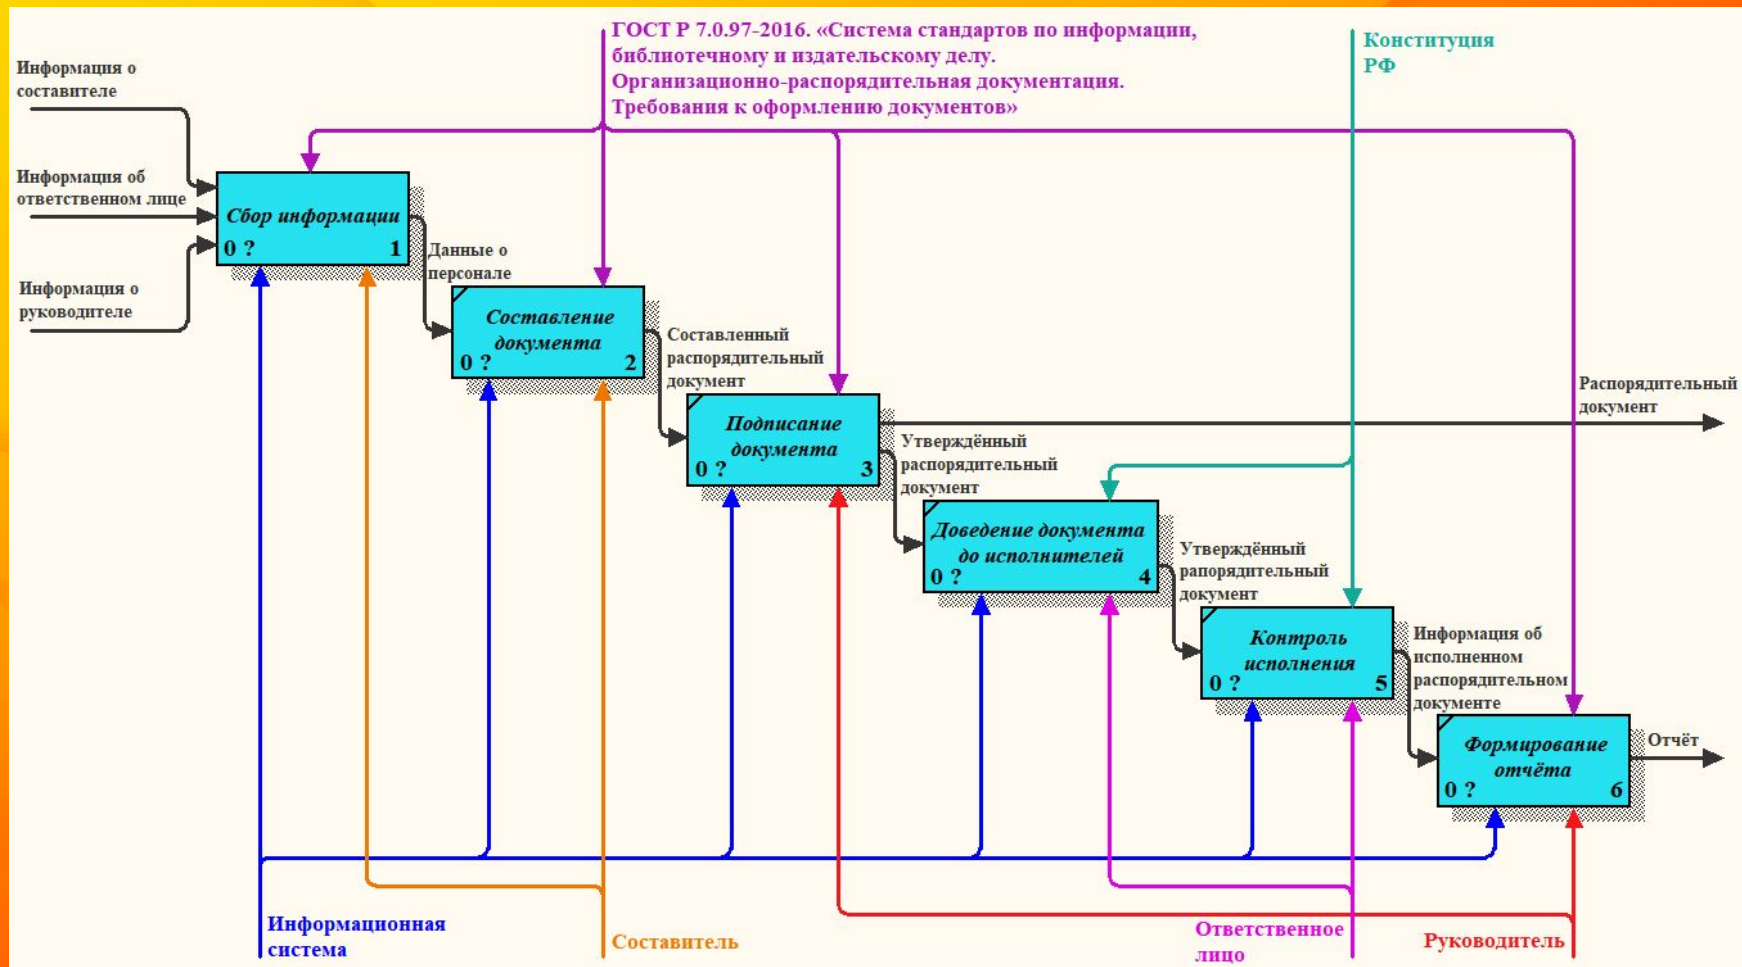 ГОСТ Р 7.0.97-2016. «Система стандартов по информации,
библиотечному и издательскому делу.
Организационно-распорядительная документация.
Требования к оформлению документов»
Конституция
РФ
Информация о
составителе
Информация об
ответственном лице
Информация о
руководителе
Сбор информации
0 ? 1
Данные о
персонале
Составление
документа
0 ? 2
Составленный
распорядительный
документ
Подписание
документа
0 ? 3
Распорядительный
документ
Утверждённый
распорядительный
документ
Доведение документа
до исполнителей
0 ? 4
Утверждённый
рапорядительный
документ
Контроль
исполнения
0 ? 5
Информация об
исполненном
распорядительном
документе
Формирование
отчёта
0 ? 6
Отчёт
Информационная
система
Составитель
Ответственное
лицо
Руководитель